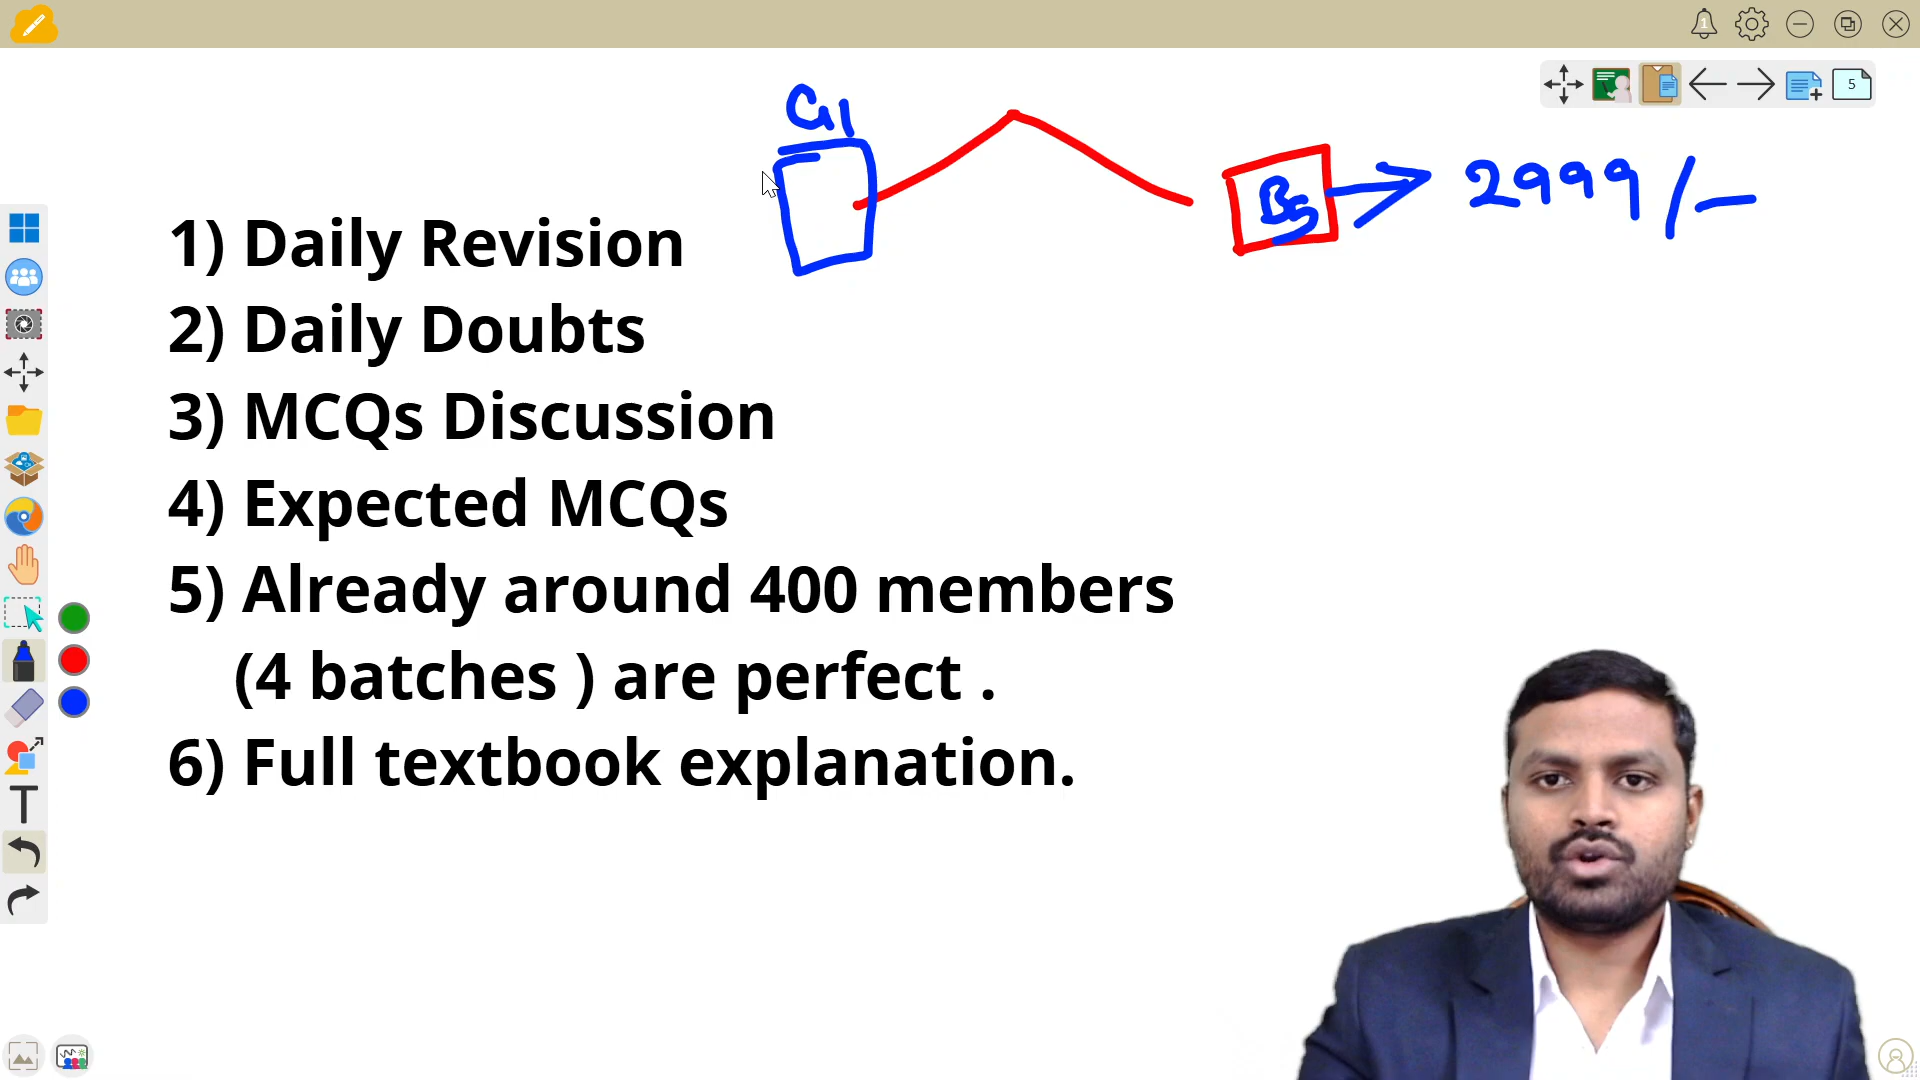 G1
B5
2999/-
1) Daily Revision
2) Daily Doubts
3) MCQs Discussion
4) Expected MCQs
5) Already around 400 members
(4 batches ) are perfect .
6) Full textbook explanation.
1
5
T